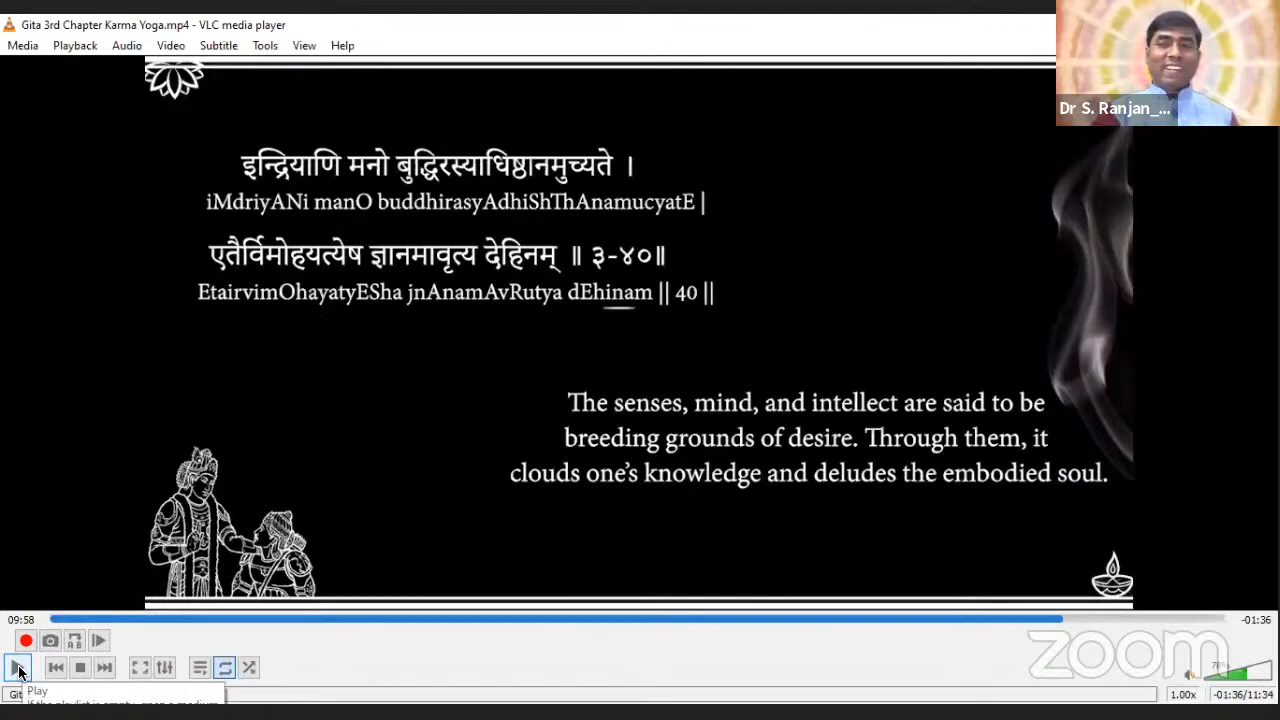 Gita 3rd Chapter Karma Yoga.mp4 - VLC media player
Media Playback Audio Video Subtitle Tools View Help
Dr S. Ranjan_...
इन्द्रियाणि मनो बुद्धिरस्याधिष्ठानमुच्यते ।
iMdriyANi manO buddhirasyAdhiShThAnamucyatE |
एतैर्विमोहयत्येष ज्ञानमावृत्य देहिनम् ॥ ३-४०॥
EtairvimOhayatyESha jnAnamAvRutya dEhinam || 40 ||
The senses, mind, and intellect are said to be
breeding grounds of desire. Through them, it
clouds one's knowledge and deludes the embodied soul.
09:58 -01:36
zoom
78%
Play
Git 1.00x -01:36/11:34